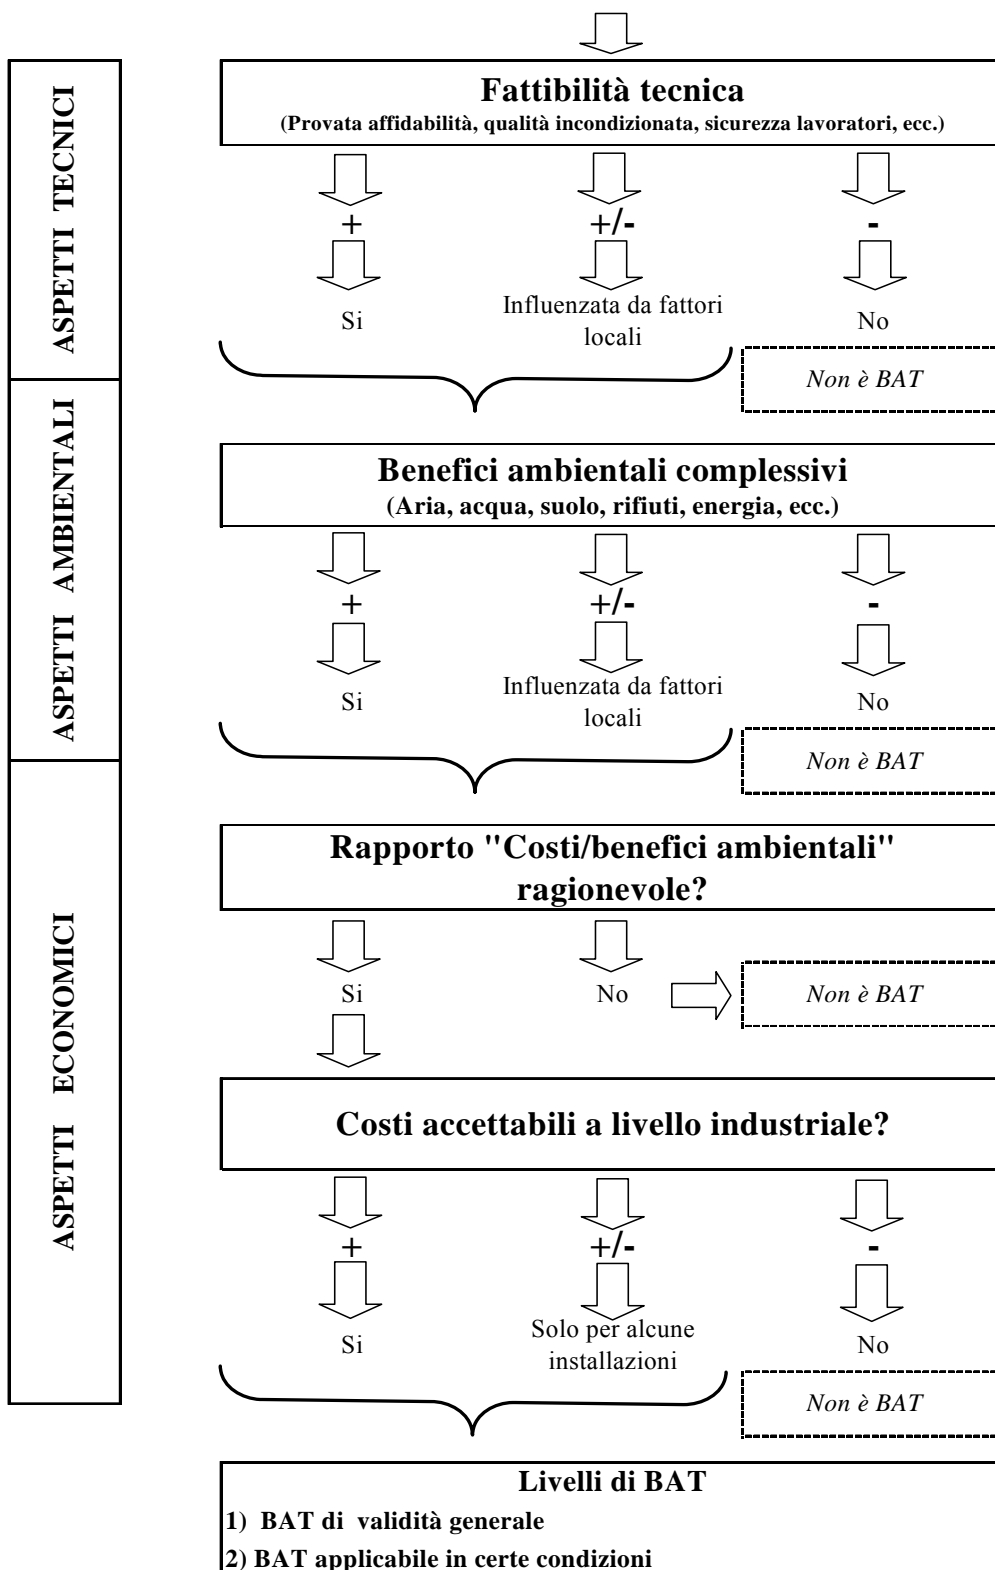 ASPETTI TECNICI
Fattibilità tecnica
(Provata affidabilità, qualità incondizionata, sicurezza lavoratori, ecc.)
+
+/-
-
Si
Influenzata da fattori
locali
No
Non è BAT
ASPETTI AMBIENTALI
Benefici ambientali complessivi
(Aria, acqua, suolo, rifiuti, energia, ecc.)
+
+/-
-
Si
Influenzata da fattori
locali
No
Non è BAT
ASPETTI ECONOMICI
Rapporto "Costi/benefici ambientali"
ragionevole?
Si
No
Non è BAT
Costi accettabili a livello industriale?
+
+/-
-
Si
Solo per alcune
installazioni
No
Non è BAT
Livelli di BAT
1) BAT di validità generale
2) BAT applicabile in certe condizioni